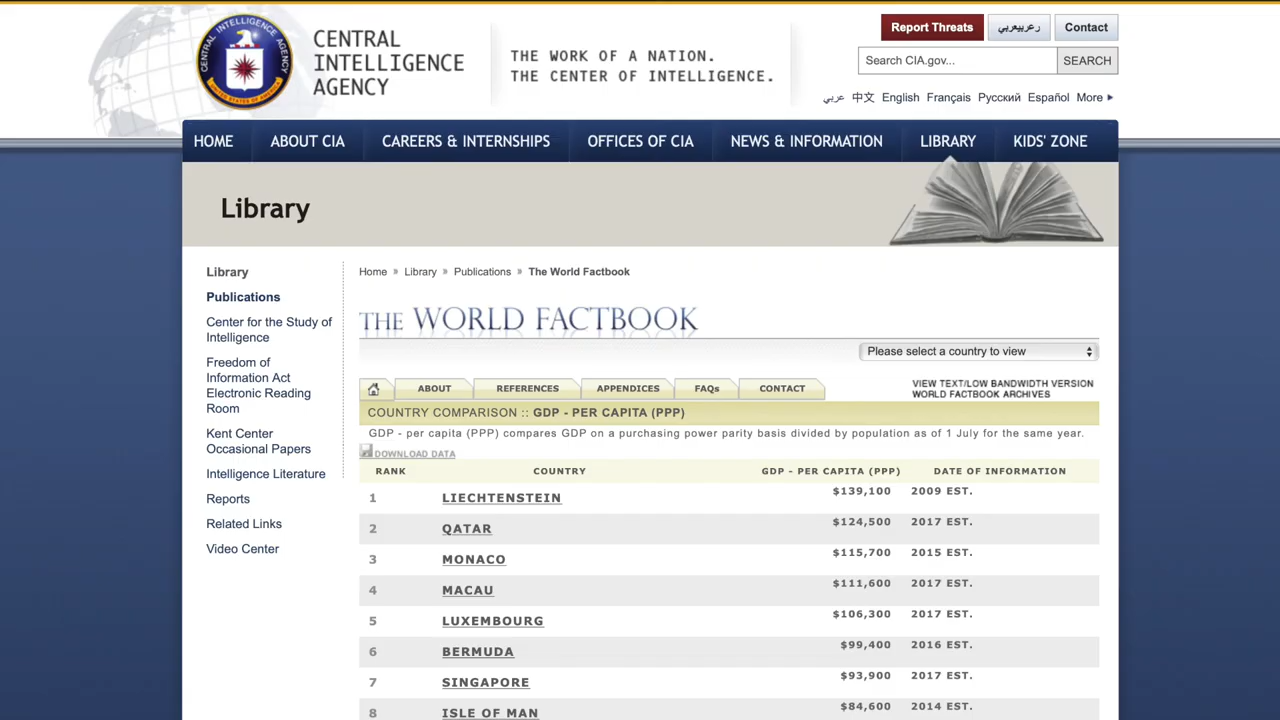 CENTRAL
INTELLIGENCE
AGENCY
THE WORK OF A NATION.
THE CENTER OF INTELLIGENCE.
Report Threats
Contact
Search CIA.gov...
SEARCH
عربي 中文 English Français Русский Español More
HOME ABOUT CIA CAREERS & INTERNSHIPS OFFICES OF CIA NEWS & INFORMATION LIBRARY KIDS' ZONE
Library
Library
Publications
Center for the Study of
Intelligence
Freedom of
Information Act
Electronic Reading
Room
Kent Center
Occasional Papers
Intelligence Literature
Reports
Related Links
Video Center
Home » Library » Publications » The World Factbook
THE WORLD FACTBOOK
Please select a country to view
ABOUT REFERENCES APPENDICES FAQs CONTACT
VIEW TEXT/LOW BANDWIDTH VERSION
WORLD FACTBOOK ARCHIVES
COUNTRY COMPARISON :: GDP - PER CAPITA (PPP)
GDP - per capita (PPP) compares GDP on a purchasing power parity basis divided by population as of 1 July for the same year.
DOWNLOAD DATA
RANK COUNTRY GDP - PER CAPITA (PPP) DATE OF INFORMATION
1 LIECHTENSTEIN $139,100 2009 EST.
2 QATAR $124,500 2017 EST.
3 MONACO $115,700 2015 EST.
4 MACAU $111,600 2017 EST.
5 LUXEMBOURG $106,300 2017 EST.
6 BERMUDA $99,400 2016 EST.
7 SINGAPORE $93,900 2017 EST.
8 ISLE OF MAN $84,600 2014 EST.